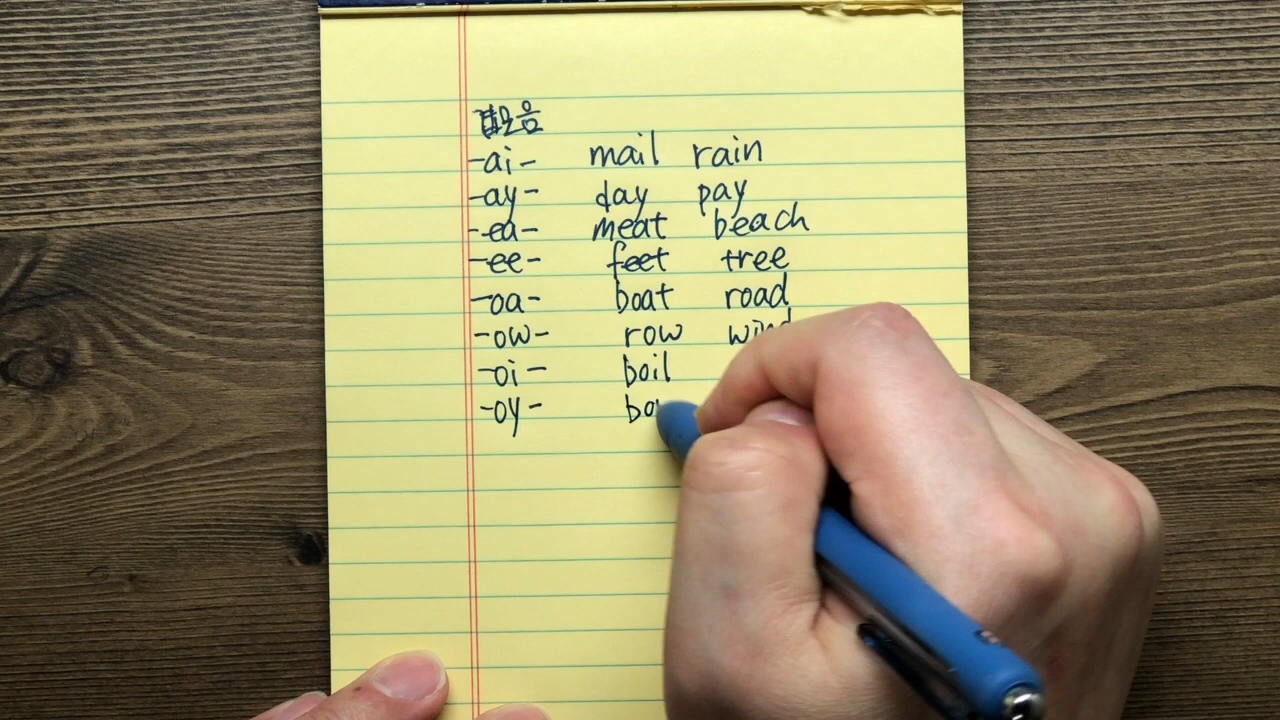 -ai- mail rain
-ay- day pay
-ea- meat beach
-ee- feet tree
-oa- boat road
-ow- row
-oi- boil
-oy-